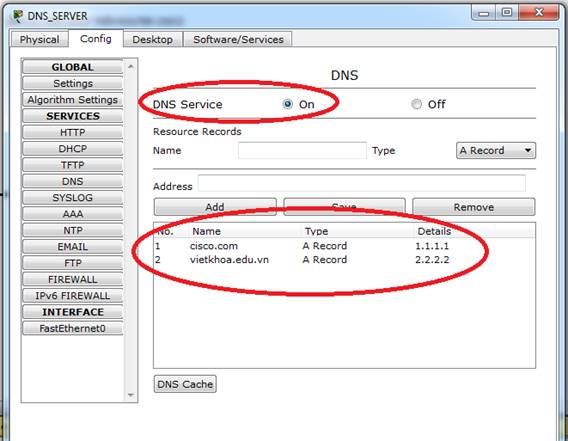 DNS_SERVER
Physical Config Desktop Software/Services
GLOBAL
Settings
Algorithm Settings
SERVICES
HTTP
DHCP
TFTP
DNS
SYSLOG
AAA
NTP
EMAIL
FTP
FIREWALL
IPv6 FIREWALL
INTERFACE
FastEthernet0
DNS
DNS Service On Off
Resource Records
Name Type A Record
Address
Add Save Remove
No. Name Type Details
1 cisco.com A Record 1.1.1.1
2 vietkhoa.edu.vn A Record 2.2.2.2
DNS Cache